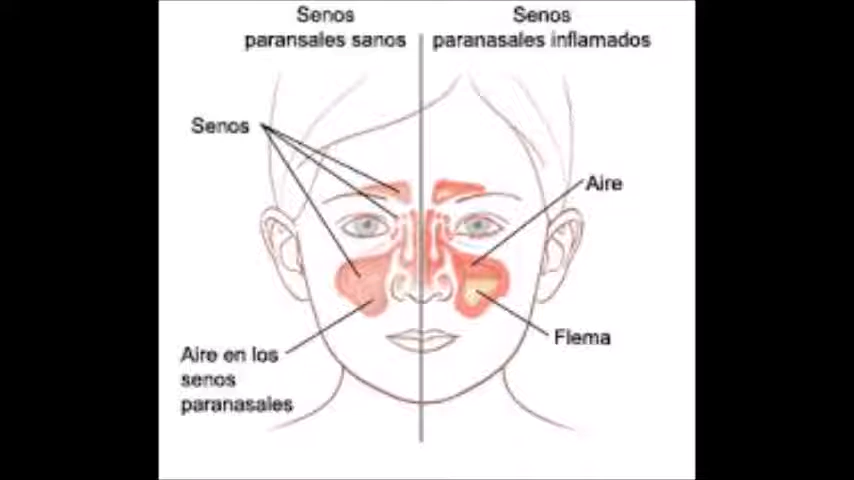 Senos
paransales sanos
Senos
paranasales inflamados
Senos
Aire
Flema
Aire en los
senos
paranasales